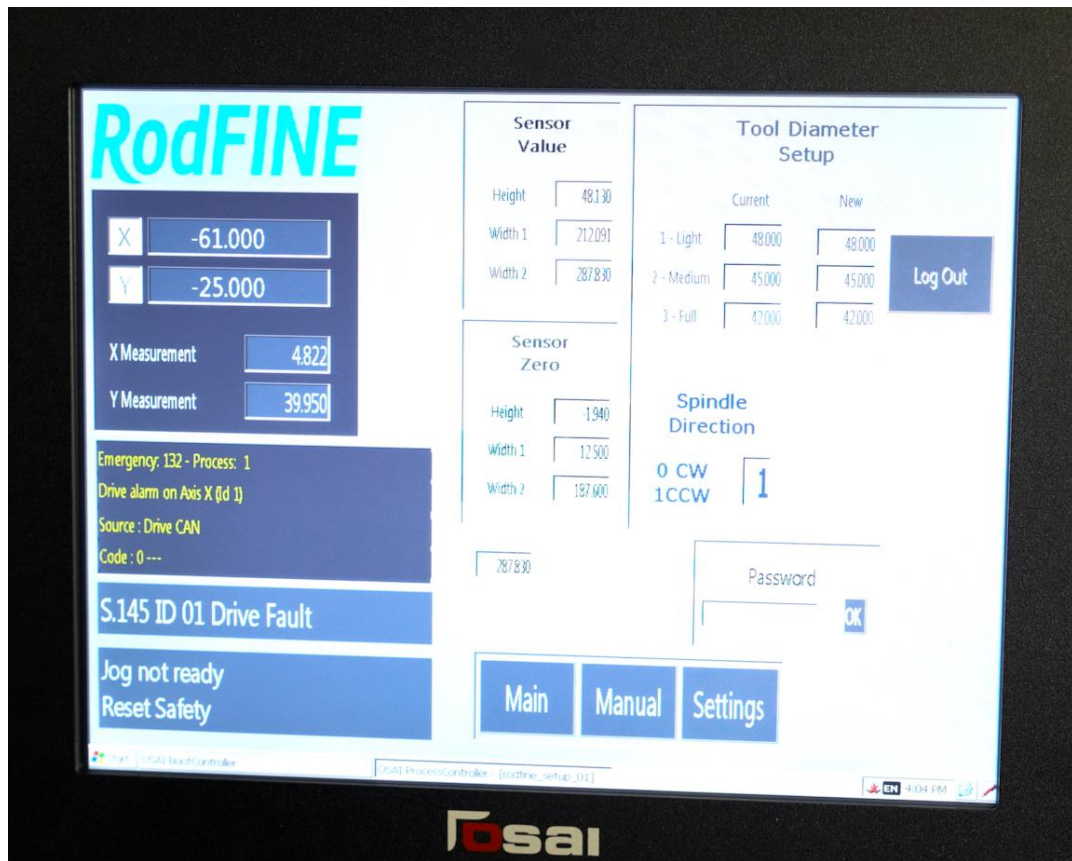 RodFINE
X -61.000
Y -25.000
X Measurement 4.822
Y Measurement 39.950
Emergency: 132 - Process: 1
Drive alarm on Axis X (Id 1)
Source : Drive CAN
Code : 0 ---
S.145 ID 01 Drive Fault
Jog not ready
Reset Safety
Sensor
Value
Height 48.130
Width 1 212.091
Width 2 287.830
Sensor
Zero
Height -1.940
Width 1 12.500
Width 2 187.600
287.830
Tool Diameter
Setup
Current New
1 - Light 48.000 48.000
2 - Medium 45.000 45.000
3 - Full 42.000 42.000
Log Out
Spindle
Direction
0 CW
1CCW
1
Password
OK
Main Manual Settings
Start OSAI BootController OSAI ProcessController - [rodfine_setup_01] EN 4:04 PM
osai